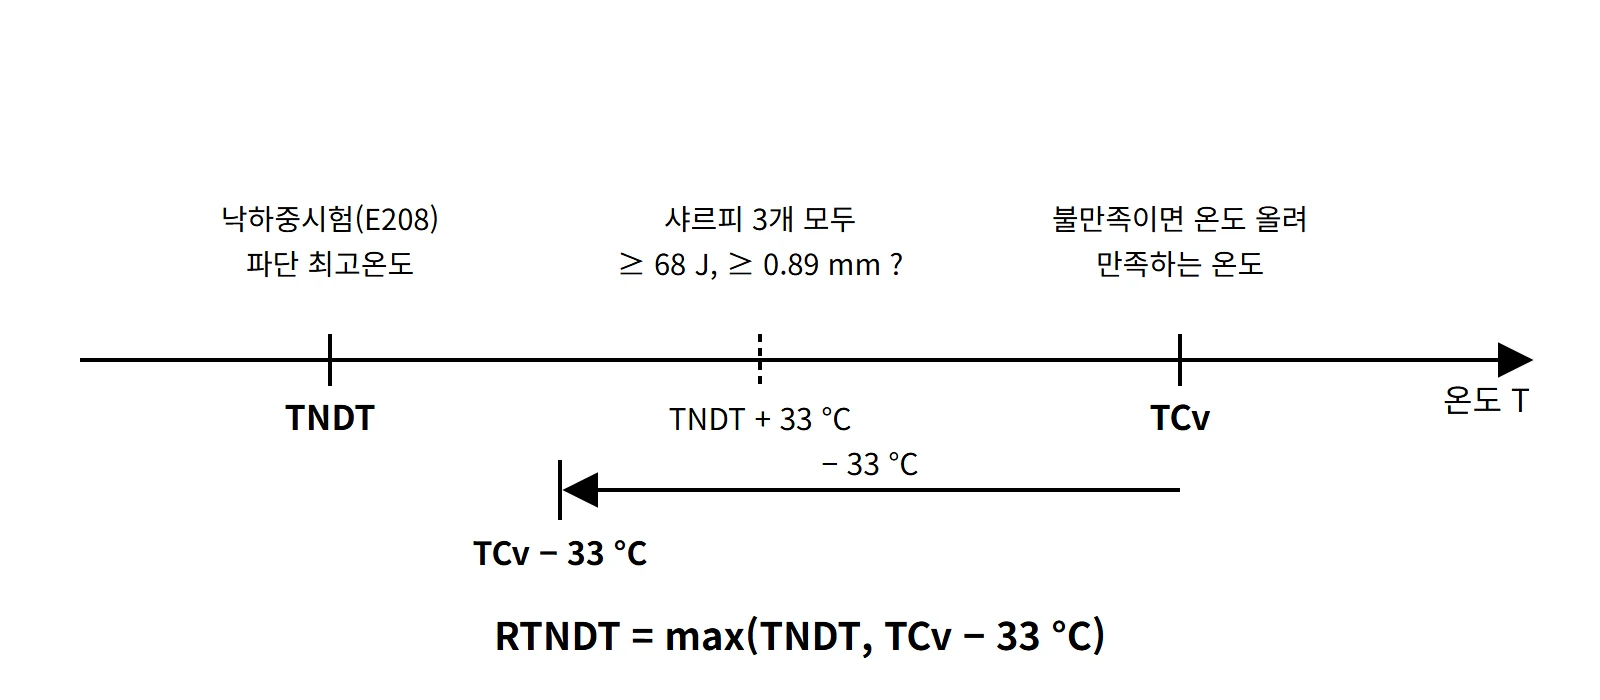 낙하중시험(E208)
파단 최고온도
샤르피 3개 모두
≥ 68 J, ≥ 0.89 mm ?
불만족이면 온도 올려
만족하는 온도
온도 T
TNDT
TNDT + 33 °C
TCv
− 33 °C
TCv − 33 °C
RTNDT = max(TNDT, TCv − 33 °C)